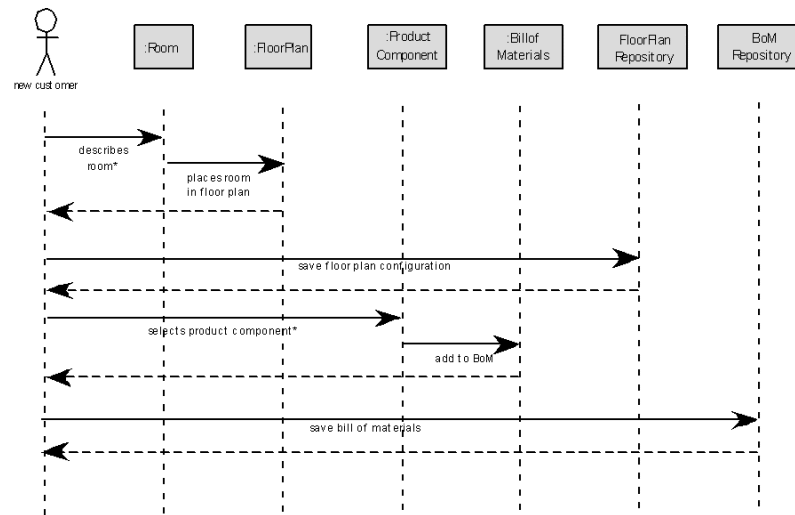 :Room
:FloorPlan
:Product
Component
:Billof
Materials
FloorPlan
Repository
BoM
Repository
new customer
describes
room*
places room
in floor plan
save floor plan configuration
selects product component*
add to BoM
save bill of materials